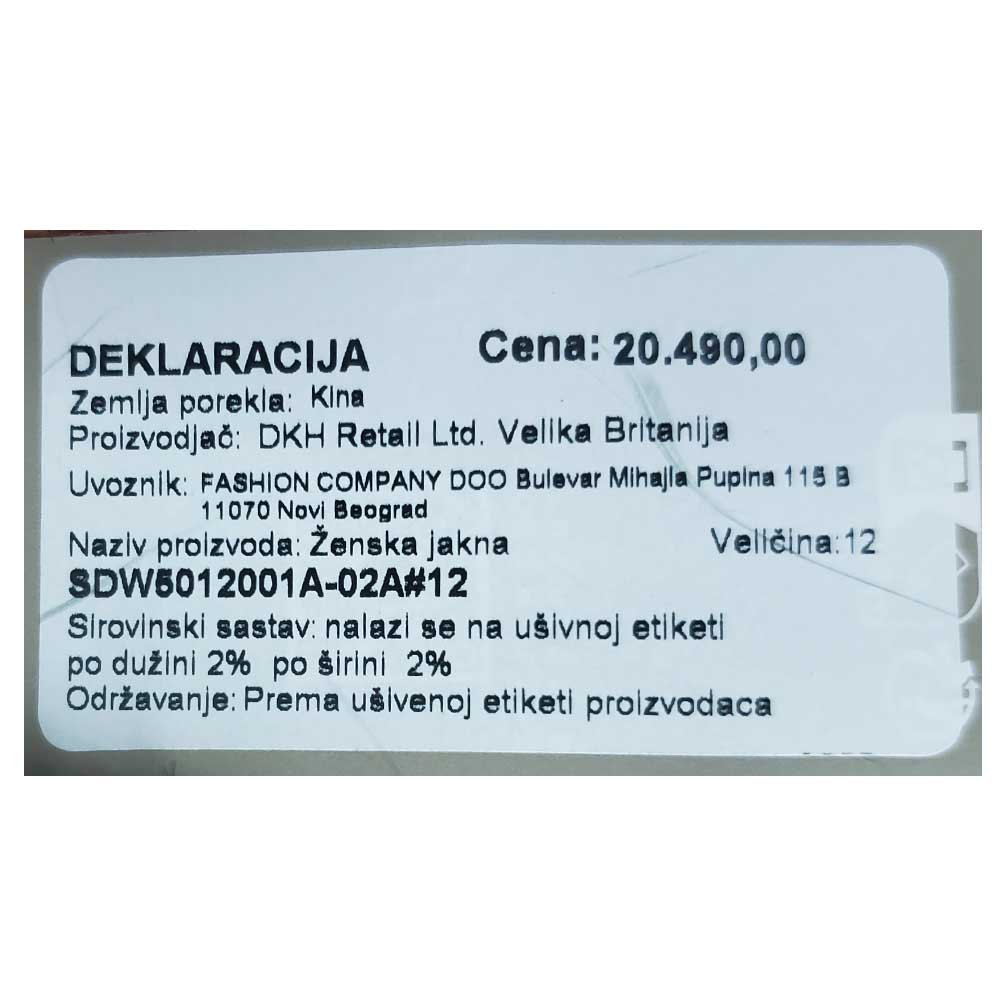 DEKLARACIJA Cena: 20.490,00
Zemlja porekla: Kina
Proizvodjač: DKH Retail Ltd. Velika Britanija
Uvoznik: FASHION COMPANY DOO Bulevar Mihajla Pupina 115 B
11070 Novi Beograd
Naziv proizvoda: Ženska jakna Veličina:12
SDW5012001A-02A#12
Sirovinski sastav: nalazi se na ušivnoj etiketi
po dužini 2% po širini 2%
Održavanje: Prema ušivenoj etiketi proizvodaca